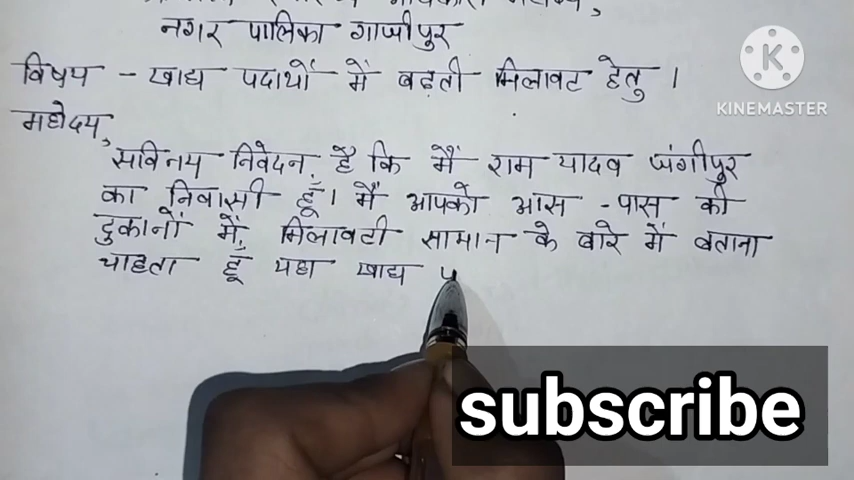 नगर पालिका गाजीपुर
विषय - खाद्य पदार्थो में बढ़ती मिलावट हेतु ।
महोदय,
सविनय निवेदन है कि मैं राम यादव जंगीपुर
का निवासी हूँ। मैं आपको आस - पास की
दुकानों में मिलावटी सामान के बारे में बताना
चाहता हूँ यहा खाद्य प
K
KINEMASTER
subscribe